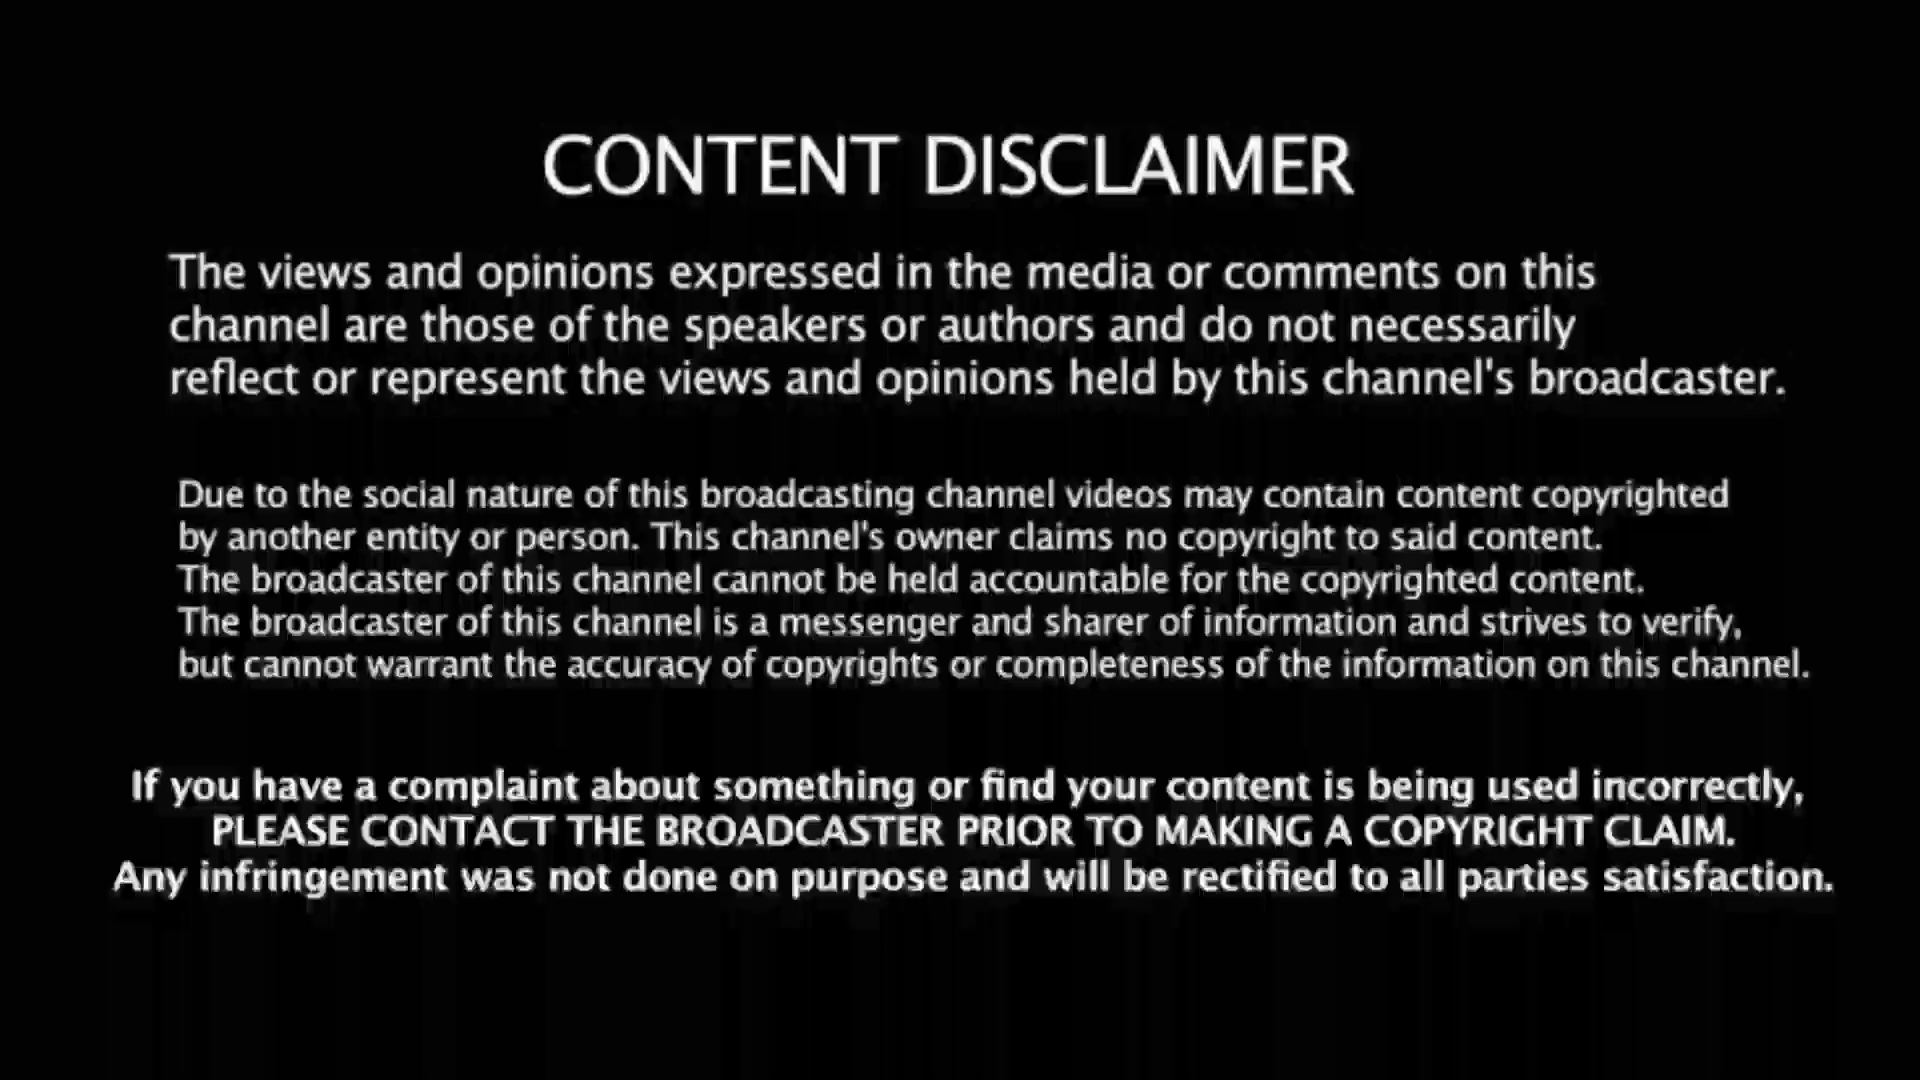 CONTENT DISCLAIMER
The views and opinions expressed in the media or comments on this
channel are those of the speakers or authors and do not necessarily
reflect or represent the views and opinions held by this channel's broadcaster.
Due to the social nature of this broadcasting channel videos may contain content copyrighted
by another entity or person. This channel's owner claims no copyright to said content.
The broadcaster of this channel cannot be held accountable for the copyrighted content.
The broadcaster of this channel is a messenger and sharer of information and strives to verify,
but cannot warrant the accuracy of copyrights or completeness of the information on this channel.
If you have a complaint about something or find your content is being used incorrectly,
PLEASE CONTACT THE BROADCASTER PRIOR TO MAKING A COPYRIGHT CLAIM.
Any infringement was not done on purpose and will be rectified to all parties satisfaction.